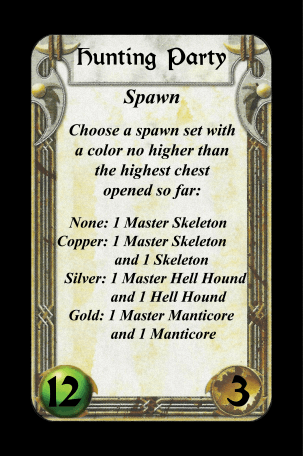 Hunting Party
Spawn
Choose a spawn set with
a color no higher than
the highest chest
opened so far:
None: 1 Master Skeleton
Copper: 1 Master Skeleton
and 1 Skeleton
Silver: 1 Master Hell Hound
and 1 Hell Hound
Gold: 1 Master Manticore
and 1 Manticore
12 3